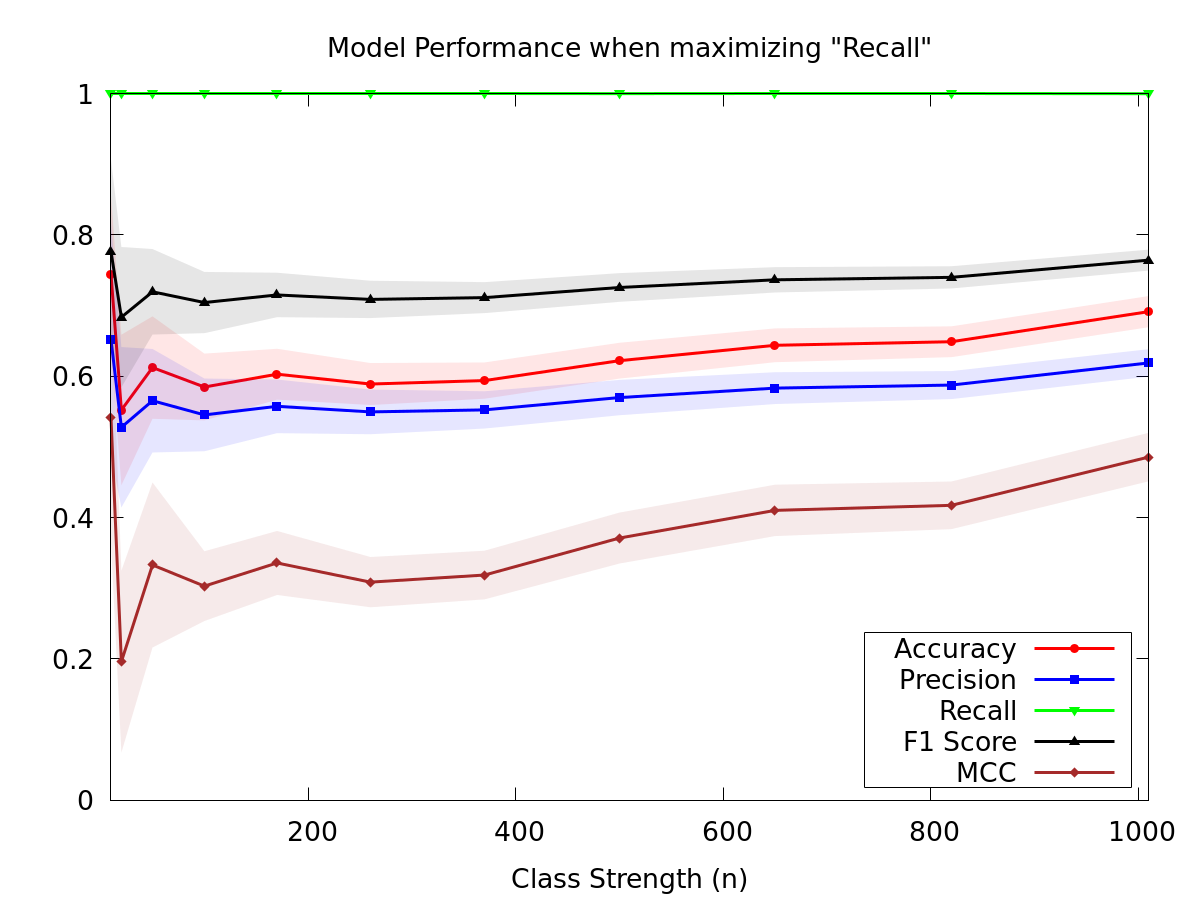 Model Performance when maximizing "Recall"
1
0.8
0.6
0.4
0.2
0
200 400 600 800 1000
Class Strength (n)
Accuracy
Precision
Recall
F1 Score
MCC